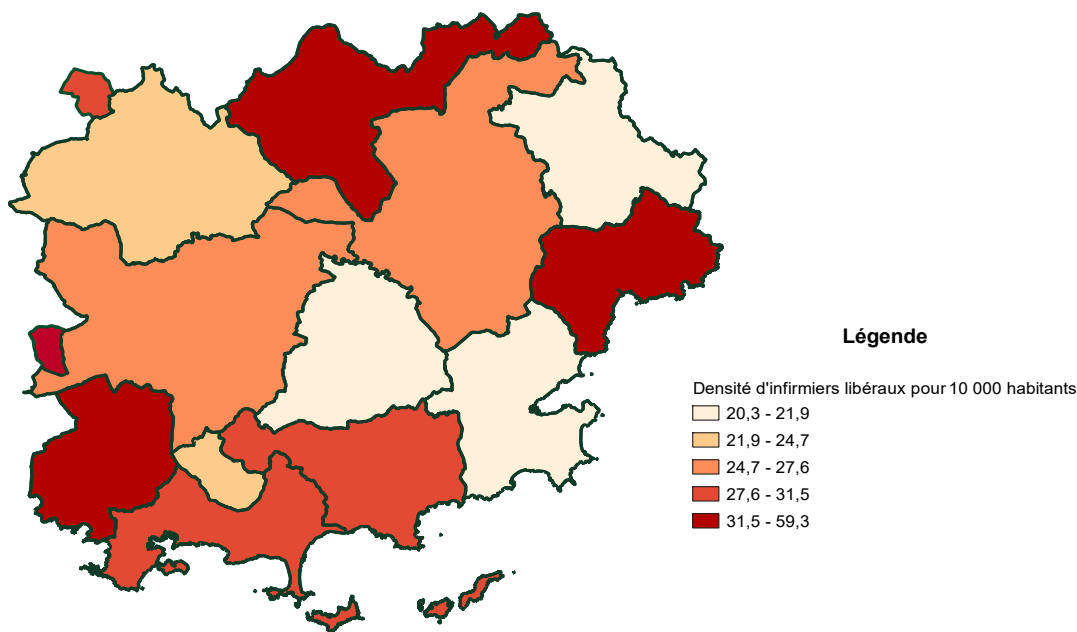 Légende
Densité d'infirmiers libéraux pour 10 000 habitants
20,3 - 21,9
21,9 - 24,7
24,7 - 27,6
27,6 - 31,5
31,5 - 59,3